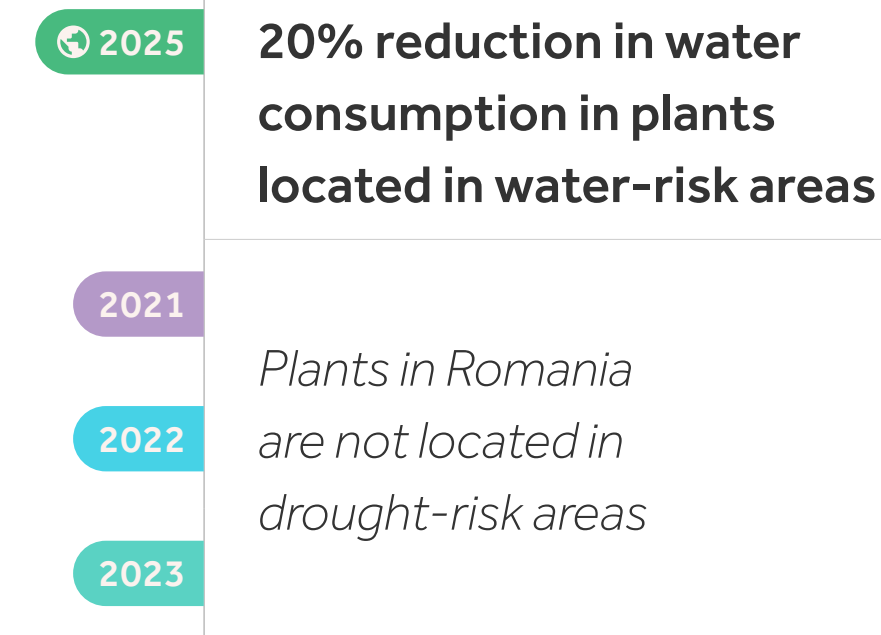 2025
20% reduction in water
consumption in plants
located in water-risk areas
2021
Plants in Romania
are not located in
drought-risk areas
2022
2023